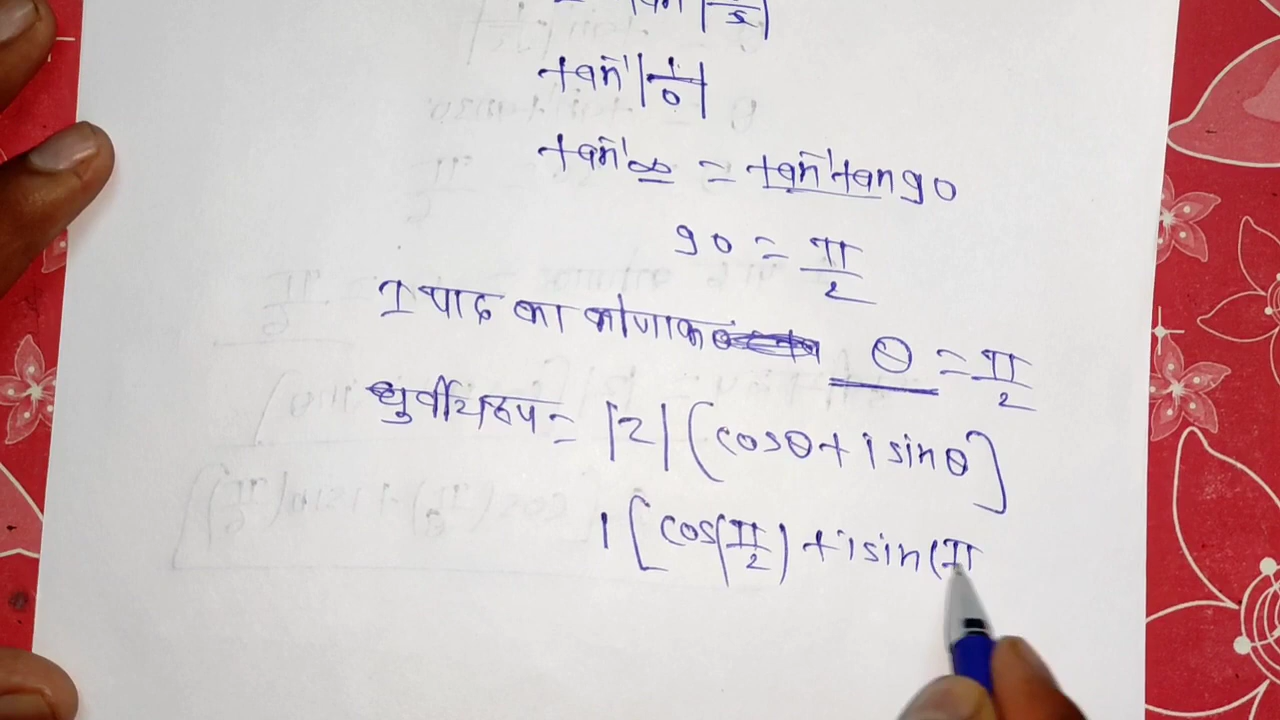 tan⁻¹|1/0|
tan⁻¹∞ = tan⁻¹tan90
90 = π/2
I पाद का कोणाक θ = π/2
ध्रुवीय रूप = |z| (cosθ + i sinθ]
1 [cos(π/2) + i sin(π